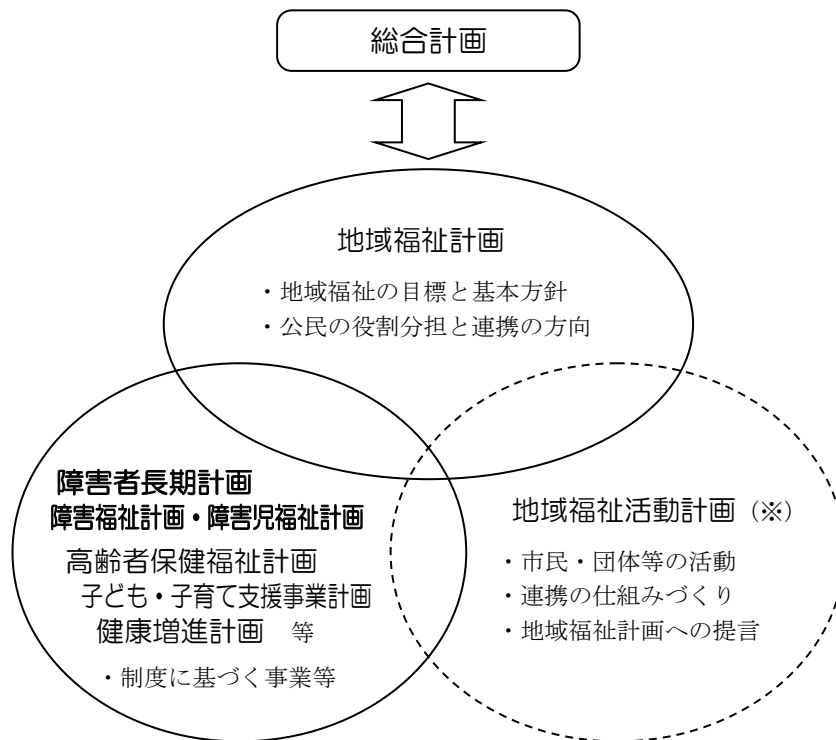 総合計画
地域福祉計画
・地域福祉の目標と基本方針
・公民の役割分担と連携の方向
障害者長期計画
障害福祉計画・障害児福祉計画
高齢者保健福祉計画
子ども・子育て支援事業計画
健康増進計画 等
・制度に基づく事業等
地域福祉活動計画（※）
・市民・団体等の活動
・連携の仕組みづくり
・地域福祉計画への提言